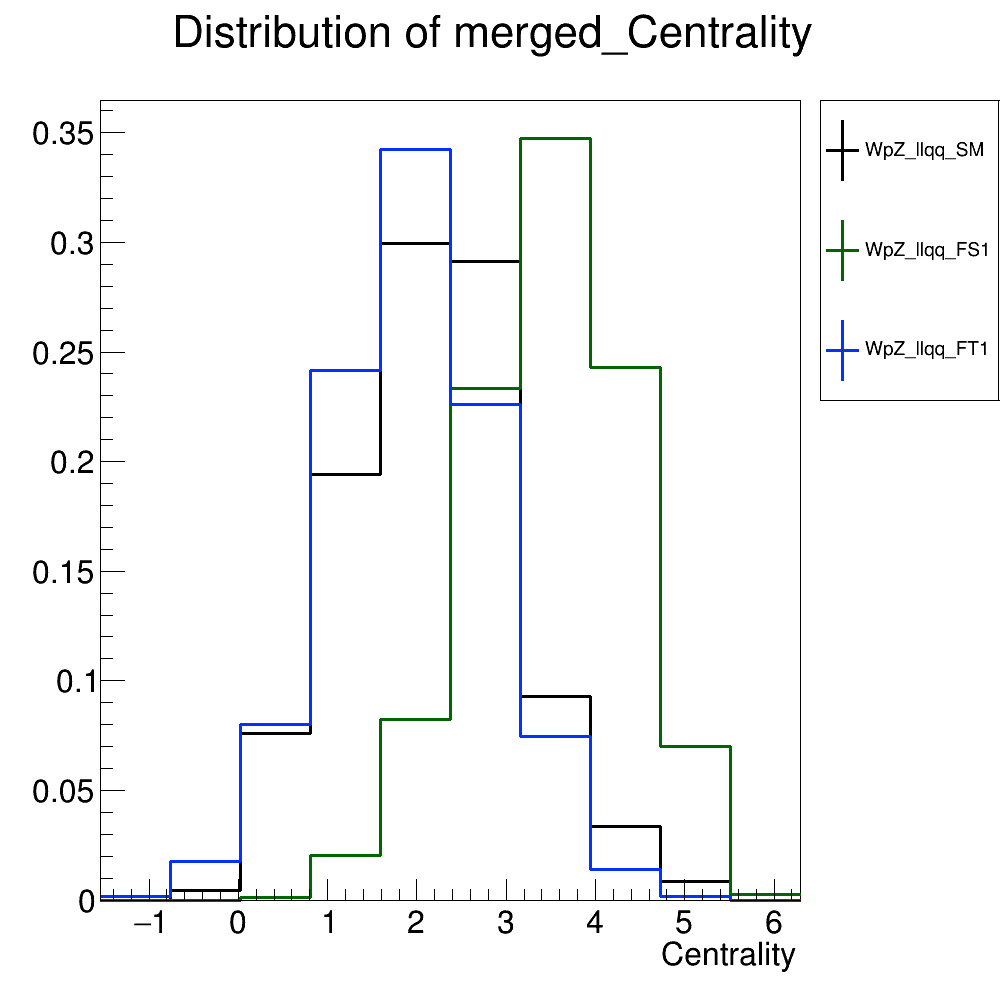 Distribution of merged_Centrality
0.35
0.3
0.25
0.2
0.15
0.1
0.05
0
−1 0 1 2 3 4 5 6
Centrality
WpZ_llqq_SM
WpZ_llqq_FS1
WpZ_llqq_FT1